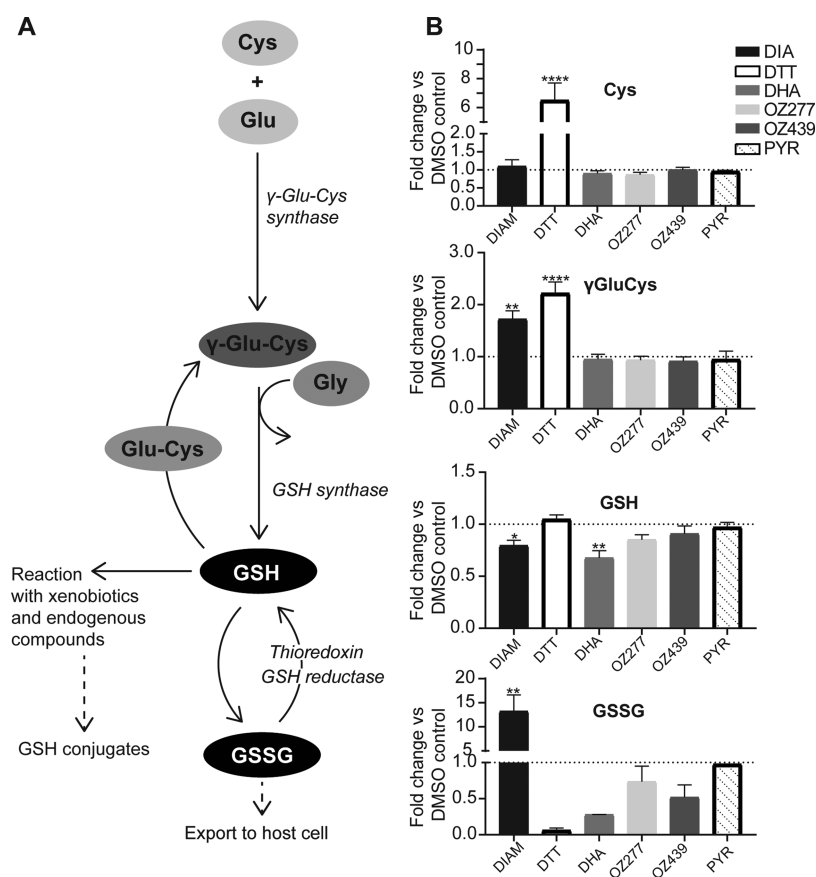 A
Cys
+
Glu
γ-Glu-Cys
synthase
γ-Glu-Cys
Gly
Glu-Cys
GSH synthase
GSH
Reaction
with xenobiotics
and endogenous
compounds
Thioredoxin
GSH reductase
GSH conjugates
GSSG
Export to host cell
B
DIA
DTT
DHA
OZ277
OZ439
PYR
Cys
Fold change vs
DMSO control
10
8
6
4
2.0
1.5
1.0
0.5
0.0
****
DIAM
DTT
DHA
OZ277
OZ439
PYR
γGluCys
Fold change vs
DMSO control
3.0
2.0
1.0
0.0
**
****
DIAM
DTT
DHA
OZ277
OZ439
PYR
GSH
Fold change vs
DMSO control
1.5
1.0
0.5
0.0
*
**
DIAM
DTT
DHA
OZ277
OZ439
PYR
GSSG
Fold change vs
DMSO control
20
15
10
5
1.0
0.5
0.0
**
DIAM
DTT
DHA
OZ277
OZ439
PYR